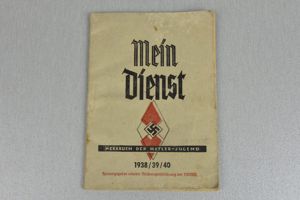 Mein
Dienst
MERKBUCH DER HITLER-JUGEND
1938/39/40